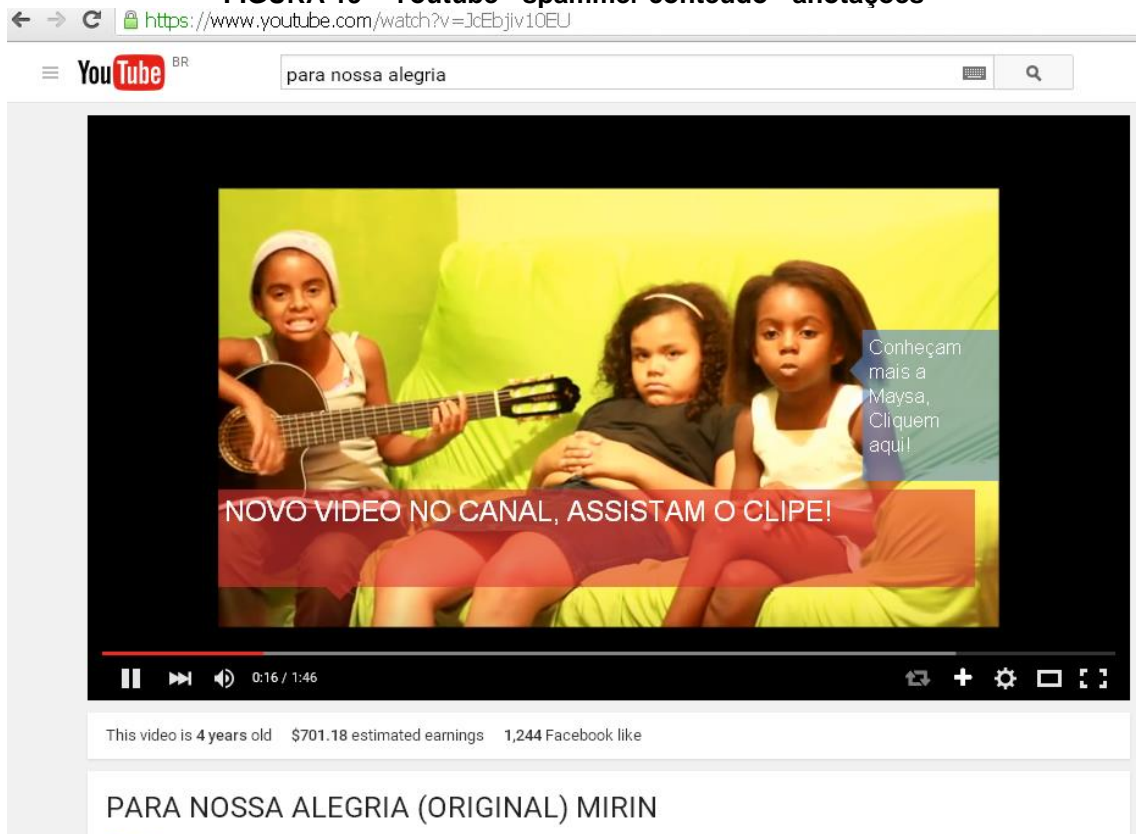 https://www.youtube.com/watch?v=JcEbjiv10EU
YouTube BR
para nossa alegria
Conheçam
mais a
Maysa,
Cliquem
aqui!
NOVO VIDEO NO CANAL, ASSISTAM O CLIPE!
0:16 / 1:46
This video is 4 years old $701.18 estimated earnings 1,244 Facebook like
PARA NOSSA ALEGRIA (ORIGINAL) MIRIN